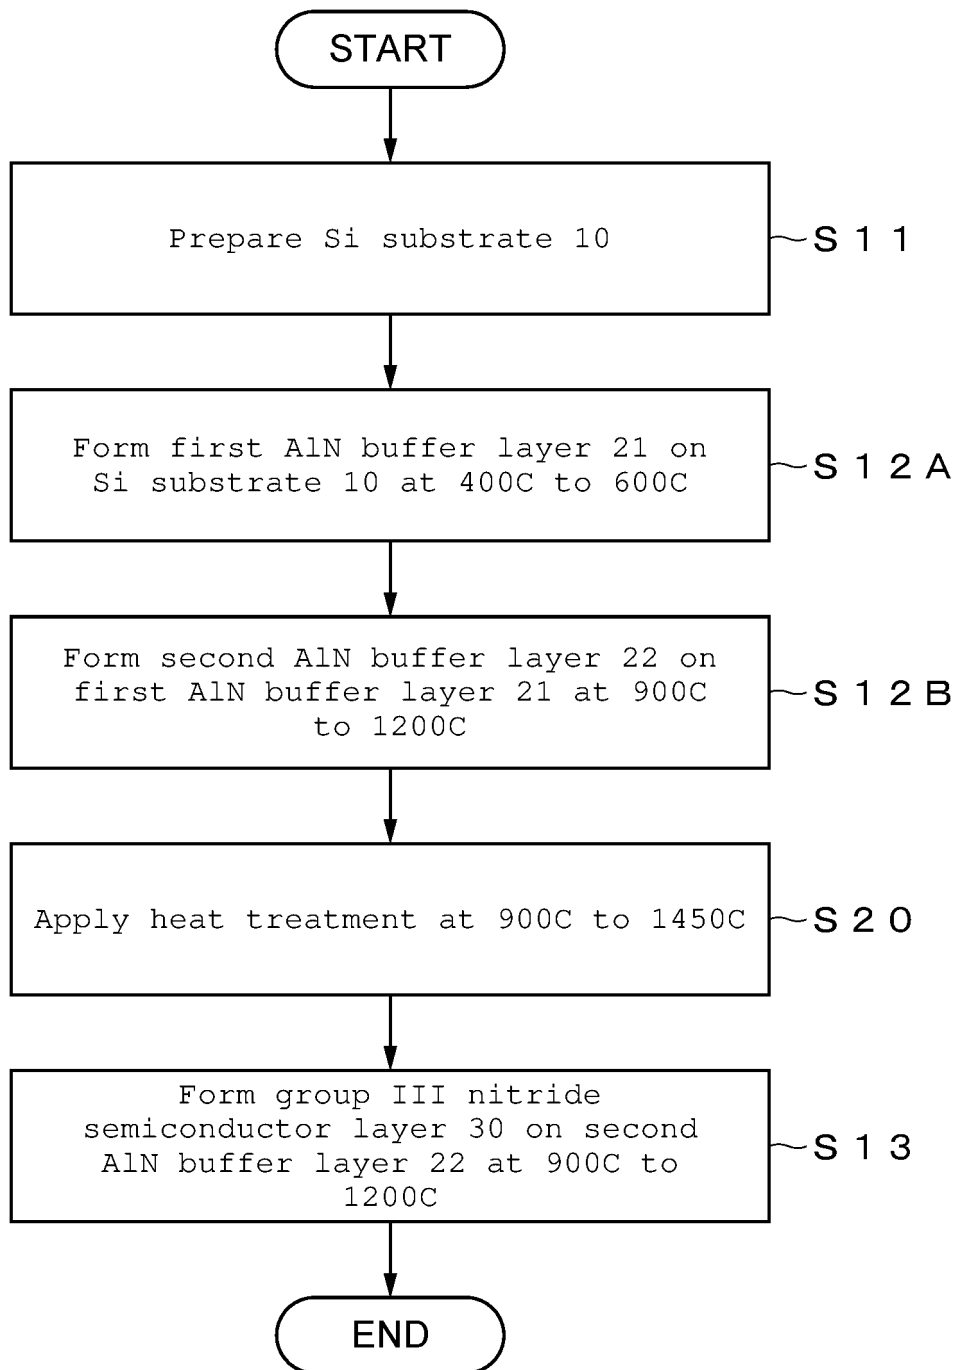 START
Prepare Si substrate 10
S11
Form first AlN buffer layer 21 on
Si substrate 10 at 400C to 600C
S12A
Form second AlN buffer layer 22 on
first AlN buffer layer 21 at 900C
to 1200C
S12B
Apply heat treatment at 900C to 1450C
S20
Form group III nitride
semiconductor layer 30 on second
AlN buffer layer 22 at 900C to
1200C
S13
END